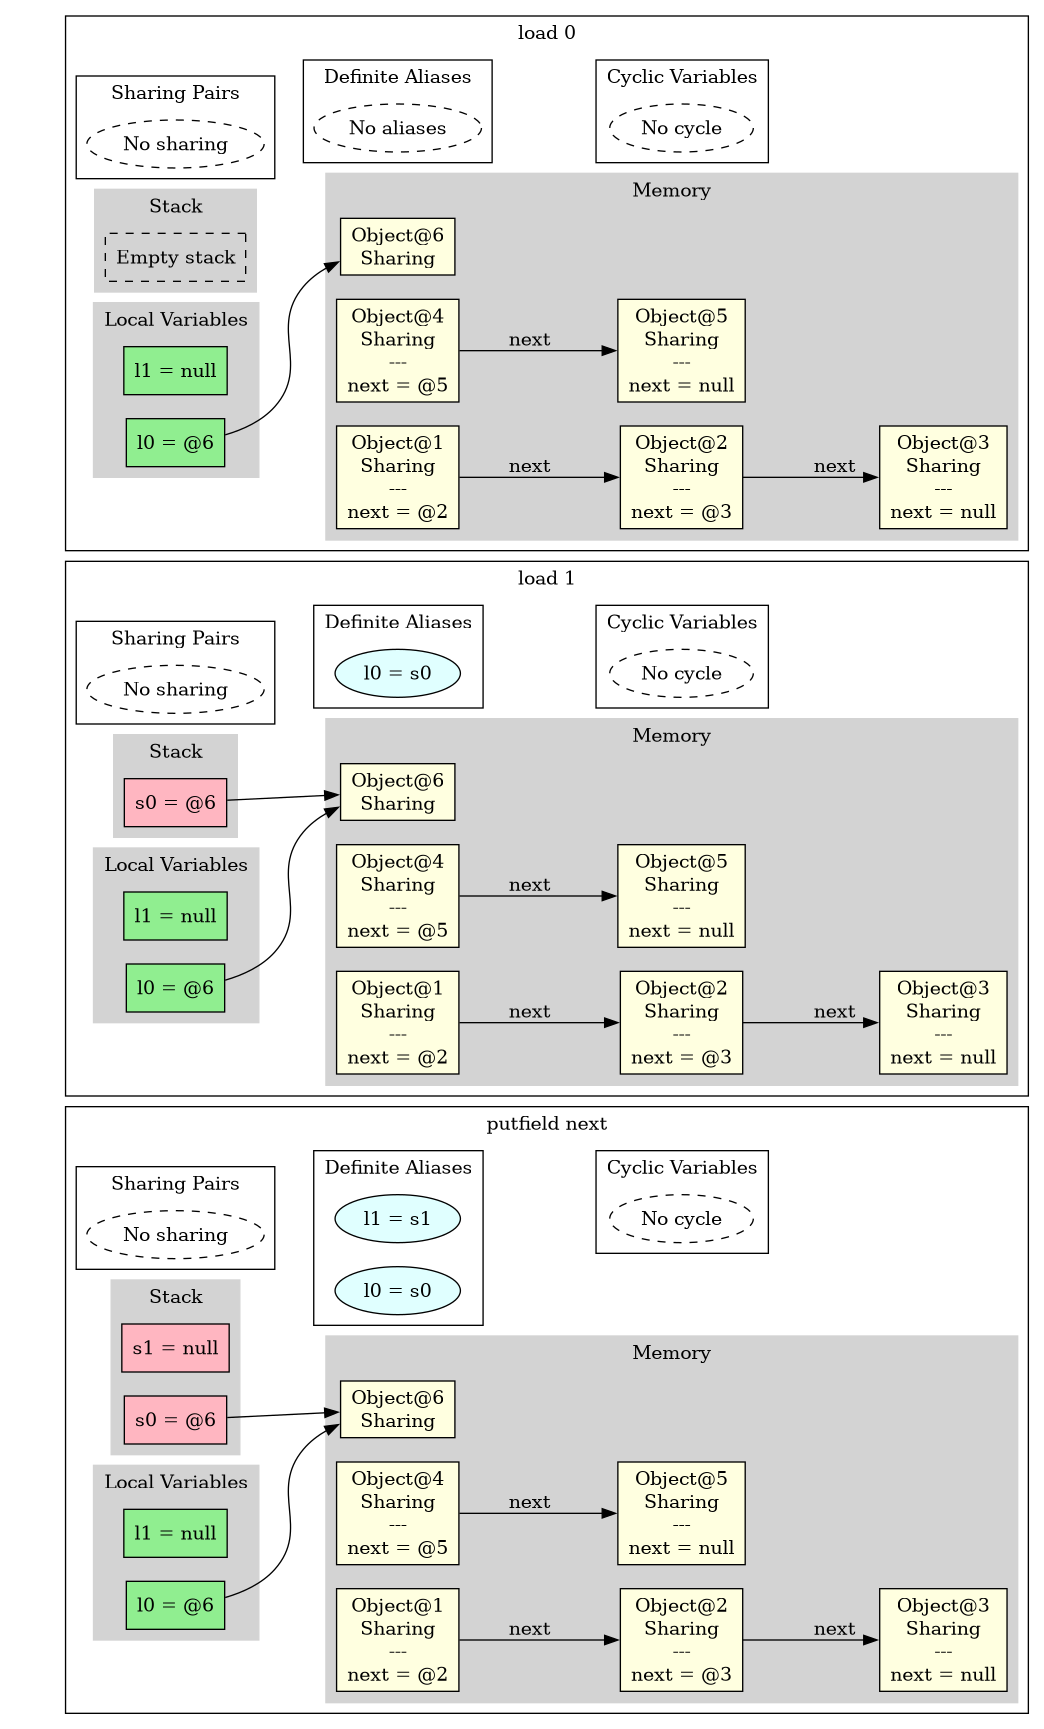 load 0
Sharing Pairs
No sharing
Definite Aliases
No aliases
Cyclic Variables
No cycle
Stack
Empty stack
Local Variables
l1 = null
l0 = @6
Memory
Object@6
Sharing
Object@4
Sharing
---
next = @5
next
Object@5
Sharing
---
next = null
Object@1
Sharing
---
next = @2
next
Object@2
Sharing
---
next = @3
next
Object@3
Sharing
---
next = null
load 1
Sharing Pairs
No sharing
Definite Aliases
l0 = s0
Cyclic Variables
No cycle
Stack
s0 = @6
Local Variables
l1 = null
l0 = @6
Memory
Object@6
Sharing
Object@4
Sharing
---
next = @5
next
Object@5
Sharing
---
next = null
Object@1
Sharing
---
next = @2
next
Object@2
Sharing
---
next = @3
next
Object@3
Sharing
---
next = null
putfield next
Sharing Pairs
No sharing
Definite Aliases
l1 = s1
l0 = s0
Cyclic Variables
No cycle
Stack
s1 = null
s0 = @6
Local Variables
l1 = null
l0 = @6
Memory
Object@6
Sharing
Object@4
Sharing
---
next = @5
next
Object@5
Sharing
---
next = null
Object@1
Sharing
---
next = @2
next
Object@2
Sharing
---
next = @3
next
Object@3
Sharing
---
next = null